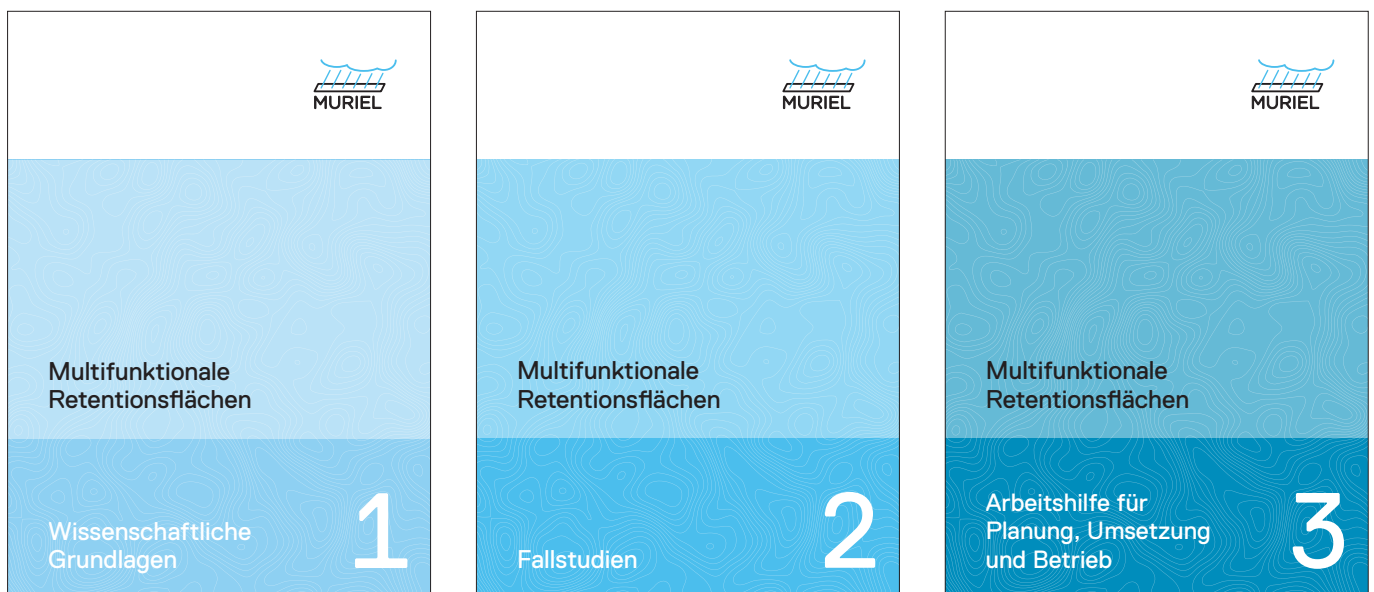 MURIEL
Multifunktionale
Retentionsflächen
Wissenschaftliche
Grundlagen
1
MURIEL
Multifunktionale
Retentionsflächen
Fallstudien
2
MURIEL
Multifunktionale
Retentionsflächen
Arbeitshilfe für
Planung, Umsetzung
und Betrieb
3